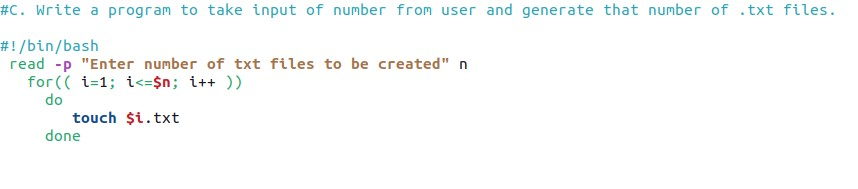 #C. Write a program to take input of number from user and generate that number of .txt files.
#!/bin/bash
read -p "Enter number of txt files to be created" n
for(( i=1; i<=$n; i++ ))
do
touch $i.txt
done